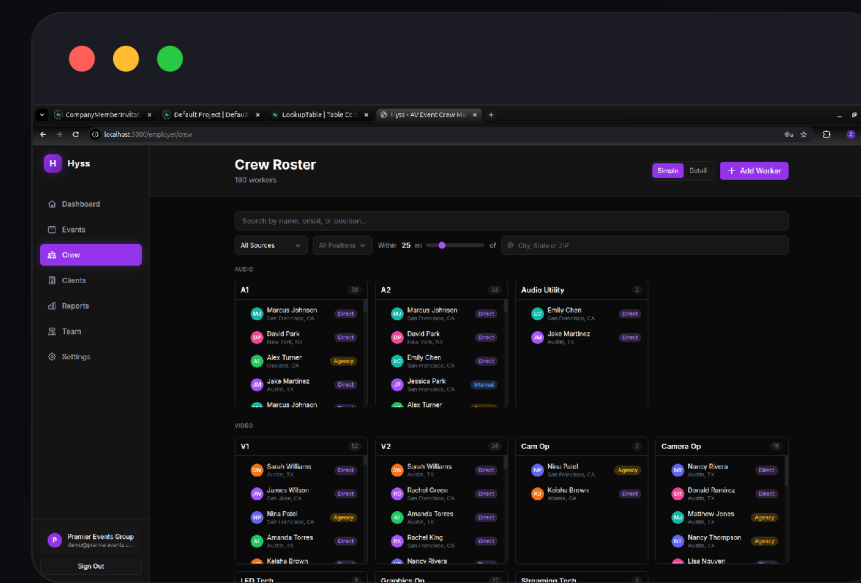 CompanyMemberInvitat
Default Project | Default
LookupTable | Table Edit
Hyss - AV Event Crew Ma
localhost:3000/employer/crew
H Hyss
Dashboard
Events
Crew
Clients
Reports
Team
Settings
P Premier Events Group
demo@premierevents.c...
Sign Out
Crew Roster
190 workers
Simple Detail + Add Worker
Search by name, email, or position...
All Sources All Positions Within 25 mi of City, State or ZIP
AUDIO
A1
MJ Marcus Johnson Direct
San Francisco, CA
DP David Park Direct
New York, NY
AT Alex Turner Agency
Oakland, CA
JM Jake Martinez Direct
Austin, TX
Marcus Johnson
A2
MJ Marcus Johnson Direct
San Francisco, CA
DP David Park Direct
New York, NY
EC Emily Chen Direct
San Francisco, CA
JP Jessica Park Internal
San Francisco, CA
Alex Turner
Audio Utility 2
EC Emily Chen Direct
San Francisco, CA
JM Jake Martinez Direct
Austin, TX
VIDEO
V1 52
SW Sarah Williams Direct
Austin, TX
JW James Wilson Direct
San Jose, CA
NP Nina Patel Agency
San Francisco, CA
AT Amanda Torres Direct
Austin, TX
Keisha Brown
V2
SW Sarah Williams Direct
Austin, TX
RG Rachel Green Direct
San Francisco, CA
AT Amanda Torres Direct
Austin, TX
RK Rachel King Direct
San Francisco, CA
Nancy Rivera
Cam Op 2
NP Nina Patel Agency
San Francisco, CA
KB Keisha Brown Direct
Atlanta, GA
Camera Op
NR Nancy Rivera Direct
Austin, TX
DR Donald Ramirez Direct
Austin, TX
MJ Matthew Jones Agency
Austin, TX
NT Nancy Thompson Agency
Austin, TX
Lisa Nguyen
LED Tech
Graphics Op
Streaming Tech